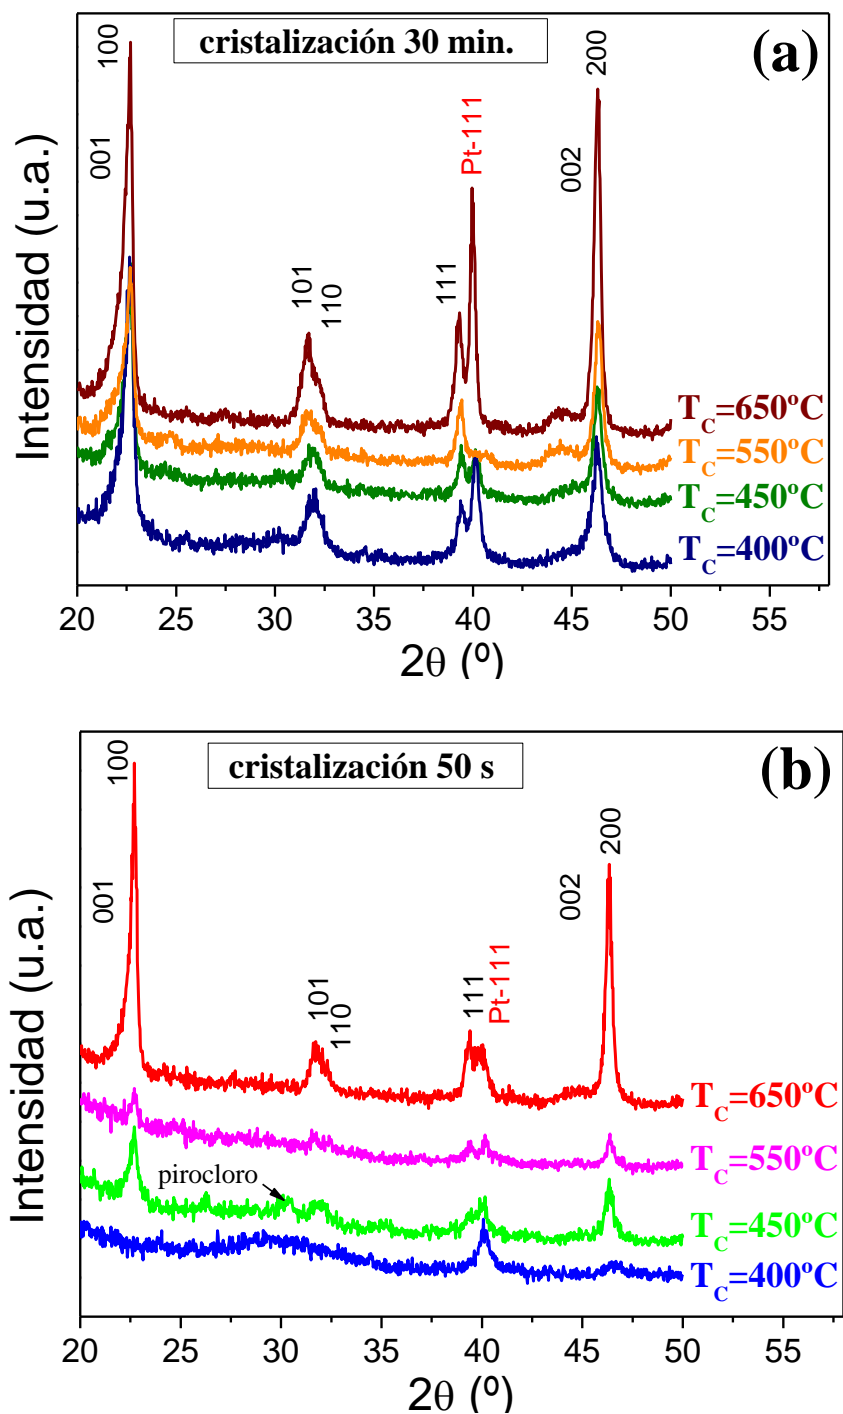 cristalización 30 min.
(a)
100
200
Pt-111
001
002
101
110
111
Intensidad (u.a.)
T_C=650ºC
T_C=550ºC
T_C=450ºC
T_C=400ºC
20 25 30 35 40 45 50 55
2θ (º)
cristalización 50 s
(b)
100
200
001
002
101
110
111
Pt-111
Intensidad (u.a.)
T_C=650ºC
T_C=550ºC
pirocloro
T_C=450ºC
T_C=400ºC
20 25 30 35 40 45 50 55
2θ (º)